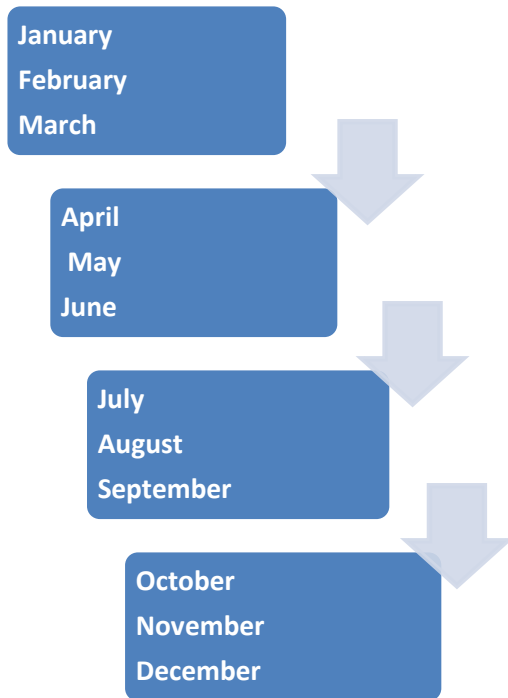 January
February
March
April
May
June
July
August
September
October
November
December